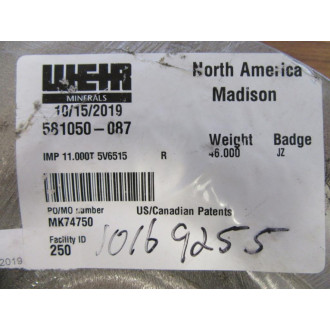 WEIR North America
MINERALS Madison
10/15/2019
581050-087 Weight Badge
IMP 11.000T 5V6515 R 46.000 JZ
PO/MO number US/Canadian Patents
MK74750
Facility ID 10169255
250
2019